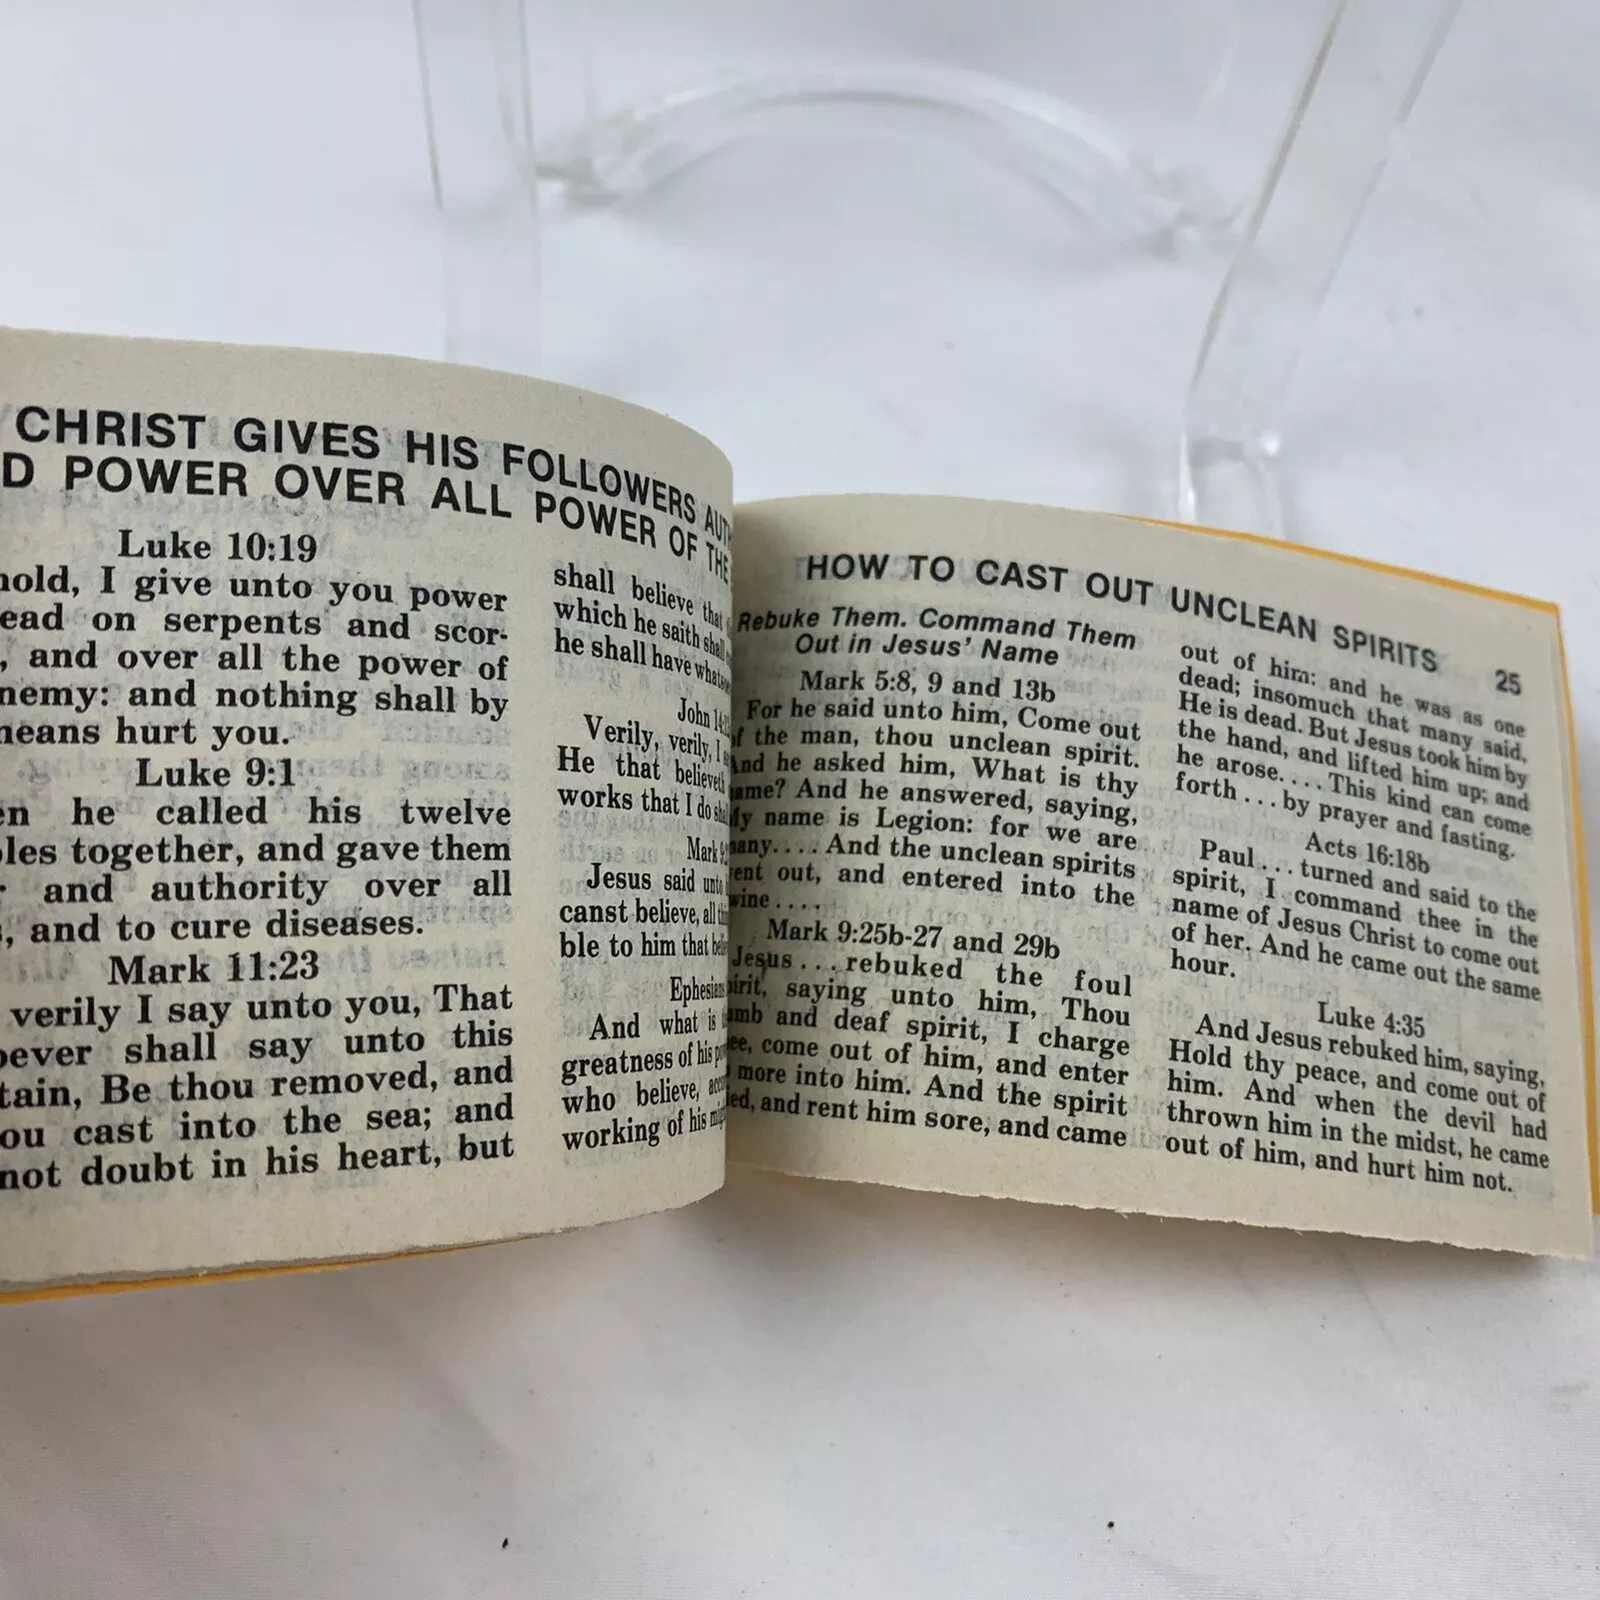 CHRIST GIVES HIS FOLLOWERS
D POWER OVER ALL POWER OF THE
Luke 10:19
hold, I give unto you power
ead on serpents and scor-
, and over all the power of
nemy: and nothing shall by
means hurt you.
Luke 9:1
en he called his twelve
les together, and gave them
and authority over all
, and to cure diseases.
Mark 11:23
verily I say unto you, That
oever shall say unto this
tain, Be thou removed, and
ou cast into the sea; and
not doubt in his heart, but
shall believe that
which he saith shall
he shall have
John
Verily, verily, I
He that believeth
works that I do
Mark
Jesus said unto
canst believe, all
ble to him that
Ephesians
And what is
greatness of his
who believe,
working of his
HOW TO CAST OUT UNCLEAN SPIRITS 25
Rebuke Them. Command Them
Out in Jesus' Name
Mark 5:8, 9 and 13b
For he said unto him, Come out
of the man, thou unclean spirit.
And he asked him, What is thy
ame? And he answered, saying,
My name is Legion: for we are
any.... And the unclean spirits
ent out, and entered into the
wine....
Mark 9:25b-27 and 29b
Jesus ... rebuked the foul
pirit, saying unto him, Thou
umb and deaf spirit, I charge
ee, come out of him, and enter
more into him. And the spirit
ied, and rent him sore, and came
out of him: and he was as one
dead; insomuch that many said,
He is dead. But Jesus took him by
the hand, and lifted him up; and
he arose.... This kind can come
forth ... by prayer and fasting.
Acts 16:18b
Paul... turned and said to the
spirit, I command thee in the
name of Jesus Christ to come out
of her. And he came out the same
hour.
Luke 4:35
And Jesus rebuked him, saying,
Hold thy peace, and come out of
him. And when the devil had
thrown him in the midst, he came
out of him, and hurt him not.